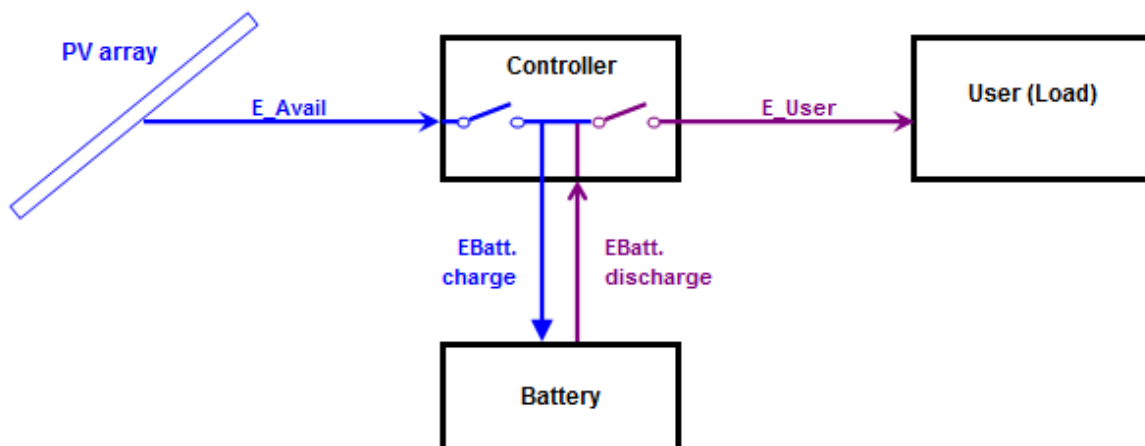 PV array
Controller
User (Load)
E_Avail
E_User
EBatt.
charge
EBatt.
discharge
Battery